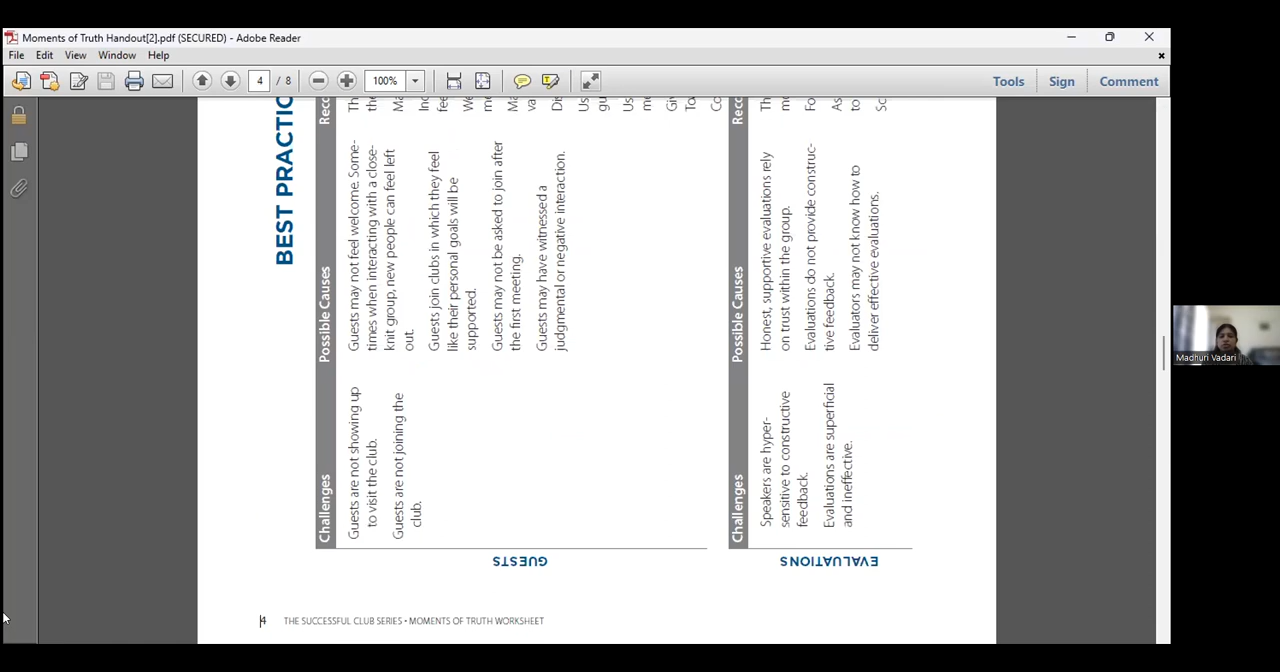 Moments of Truth Handout[2].pdf (SECURED) - Adobe Reader
File Edit View Window Help
4 / 8 100% Tools Sign Comment
BEST PRACTIC
GUESTS
Challenges
Guests are not showing up
to visit the club.
Guests are not joining the
club.
Possible Causes
Guests may not feel welcome. Some-
times when interacting with a close-
knit group, new people can feel left
out.
Guests join clubs in which they feel
like their personal goals will be
supported.
Guests may not be asked to join after
the first meeting.
Guests may have witnessed a
judgmental or negative interaction.
Reco
EVALUATIONS
Challenges
Speakers are hyper-
sensitive to constructive
feedback.
Evaluations are superficial
and ineffective.
Possible Causes
Honest, supportive evaluations rely
on trust within the group.
Evaluations do not provide construc-
tive feedback.
Evaluators may not know how to
deliver effective evaluations.
Reco
4 THE SUCCESSFUL CLUB SERIES • MOMENTS OF TRUTH WORKSHEET
Madhuri Vadari